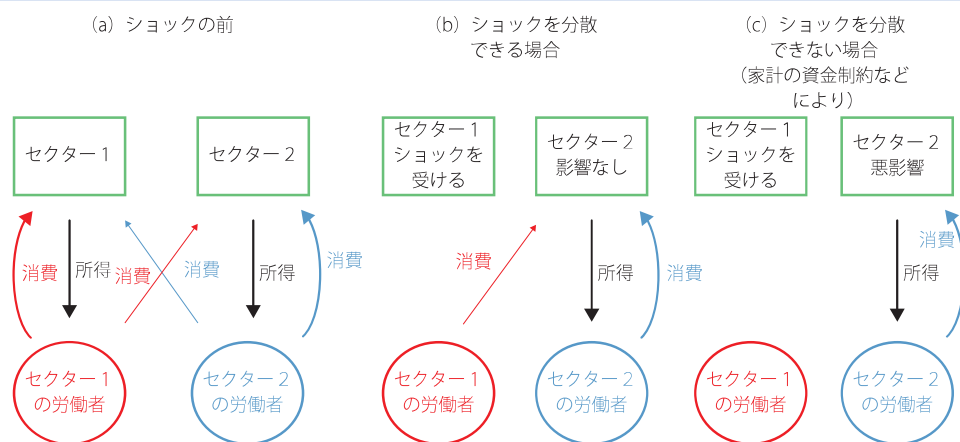 (a) ショックの前
セクター 1
セクター 2
消費
所得
消費
消費
所得
消費
セクター 1
の労働者
セクター 2
の労働者
(b) ショックを分散
できる場合
セクター 1
ショックを
受ける
セクター 2
影響なし
消費
所得
消費
セクター 1
の労働者
セクター 2
の労働者
(c) ショックを分散
できない場合
（家計の資金制約など
により）
セクター 1
ショックを
受ける
セクター 2
悪影響
消費
所得
セクター 1
の労働者
セクター 2
の労働者